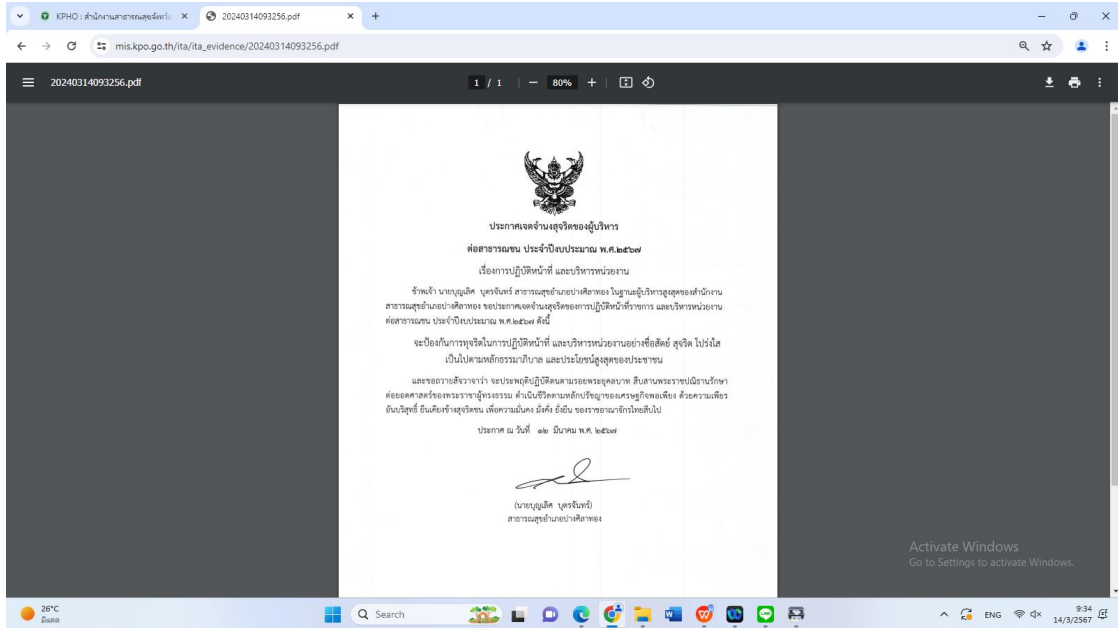 KPHO : สำนักงานสาธารณสุขจังหวัด
20240314093256.pdf
mis.kpo.go.th/ita/ita_evidence/20240314093256.pdf
20240314093256.pdf
1 / 1
80%
ประกาศเจตจำนงสุจริตของผู้บริหาร
ต่อสาธารณชน ประจำปีงบประมาณ พ.ศ.๒๕๖๗
เรื่องการปฏิบัติหน้าที่ และบริหารหน่วยงาน
ข้าพเจ้า นายบุญเลิศ บุตรจันทร์ สาธารณสุขอำเภอปางศิลาทอง ในฐานะผู้บริหารสูงสุดของสำนักงาน
สาธารณสุขอำเภอปางศิลาทอง ขอประกาศเจตจำนงสุจริตของการปฏิบัติหน้าที่ราชการ และบริหารหน่วยงาน
ต่อสาธารณชน ประจำปีงบประมาณ พ.ศ.๒๕๖๗ ดังนี้
จะป้องกันการทุจริตในการปฏิบัติหน้าที่ และบริหารหน่วยงานอย่างซื่อสัตย์ สุจริต โปร่งใส
เป็นไปตามหลักธรรมาภิบาล และประโยชน์สูงสุดของประชาชน
และขอถวายสัจวาจาว่า จะประพฤติปฏิบัติตนตามรอยพระยุคลบาท สืบสานพระราชปณิธานรักษา
ต่อยอดศาสตร์ของพระราชาผู้ทรงธรรม ดำเนินชีวิตตามหลักปรัชญาของเศรษฐกิจพอเพียง ด้วยความเพียร
อันบริสุทธิ์ ยืนเคียงข้างสุจริตชน เพื่อความมั่นคง มั่งคั่ง ยั่งยืน ของราชอาณาจักรไทยสืบไป
ประกาศ ณ วันที่ ๑๒ มีนาคม พ.ศ. ๒๕๖๗
(นายบุญเลิศ บุตรจันทร์)
สาธารณสุขอำเภอปางศิลาทอง
Activate Windows
Go to Settings to activate Windows.
26°C
มีแดด
Search
ENG
9:34
14/3/2567